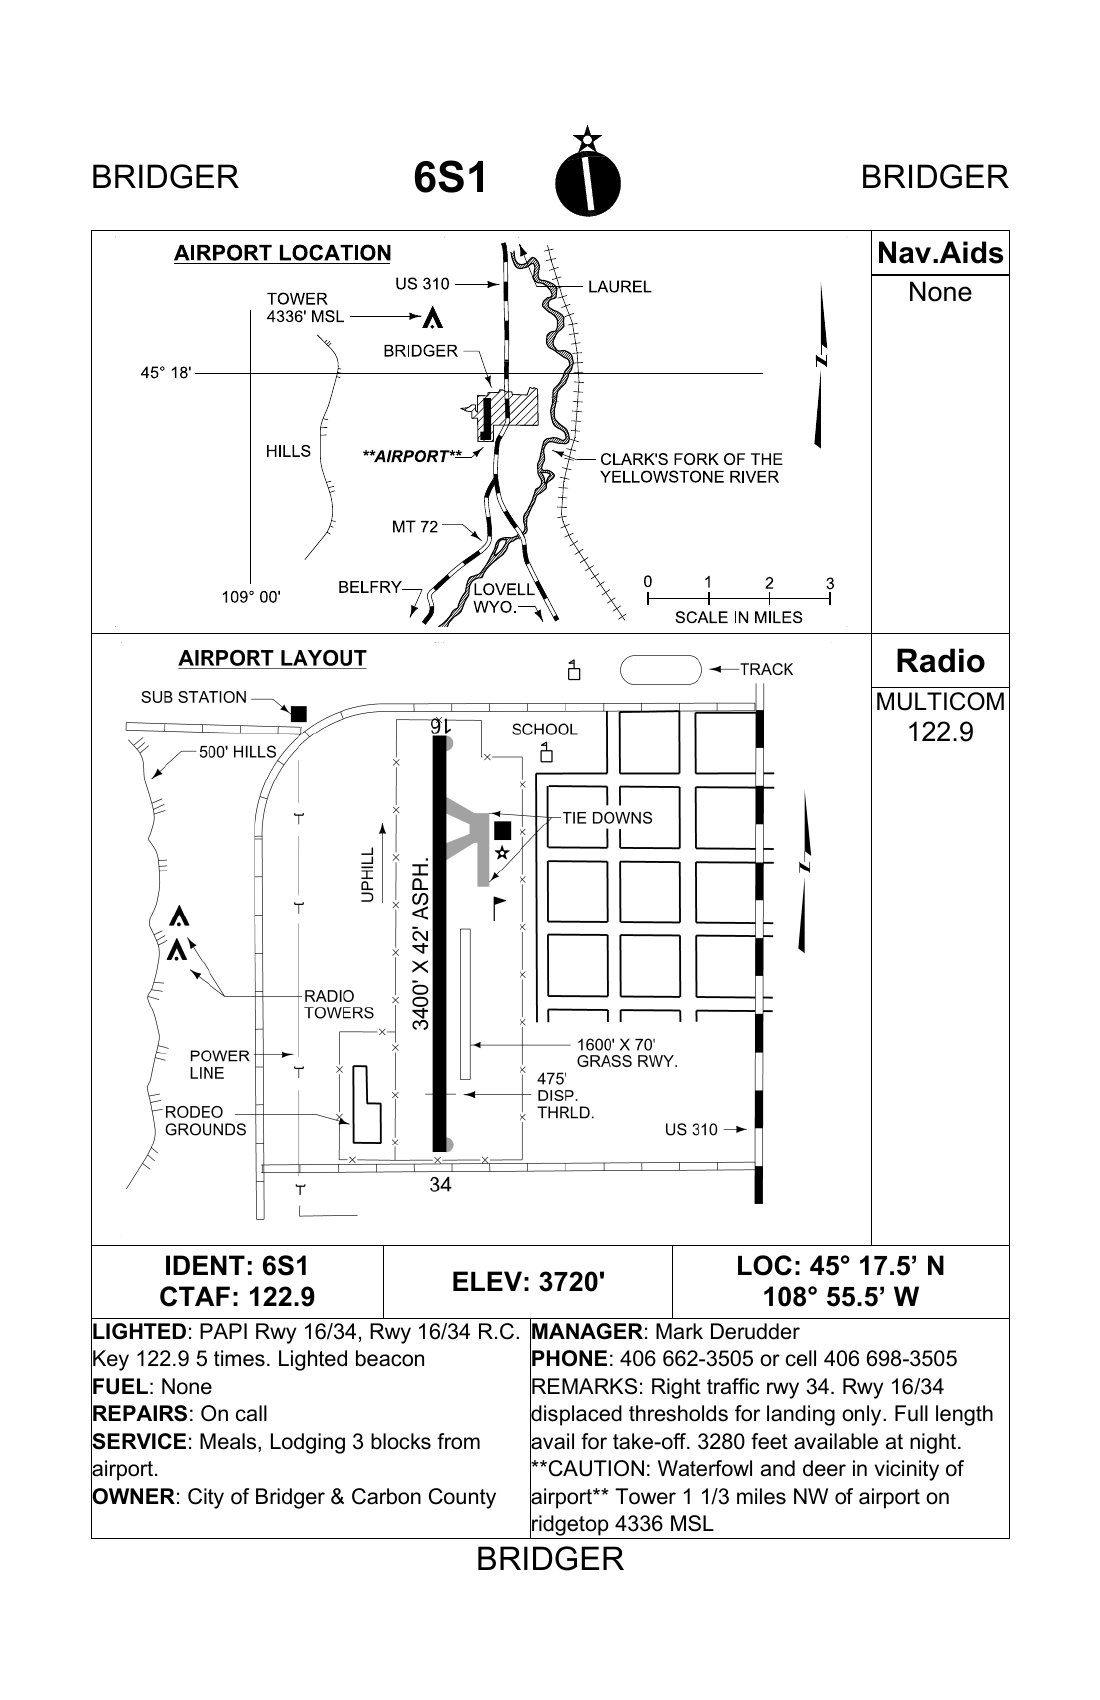 BRIDGER 6S1 BRIDGER
AIRPORT LOCATION
US 310
LAUREL
TOWER
4336' MSL
BRIDGER
45° 18'
HILLS
**AIRPORT**
CLARK'S FORK OF THE
YELLOWSTONE RIVER
MT 72
BELFRY
LOVELL
WYO.
109° 00'
0 1 2 3
SCALE IN MILES
N
Nav.Aids
None
AIRPORT LAYOUT
TRACK
SUB STATION
SCHOOL
16
500' HILLS
TIE DOWNS
UPHILL
3400' X 42' ASPH.
N
RADIO
TOWERS
1600' X 70'
GRASS RWY.
POWER
LINE
475'
DISP.
THRLD.
RODEO
GROUNDS
US 310
34
Radio
MULTICOM
122.9
IDENT: 6S1
CTAF: 122.9
ELEV: 3720'
LOC: 45° 17.5’ N
108° 55.5’ W
LIGHTED: PAPI Rwy 16/34, Rwy 16/34 R.C.
Key 122.9 5 times. Lighted beacon
FUEL: None
REPAIRS: On call
SERVICE: Meals, Lodging 3 blocks from
airport.
OWNER: City of Bridger & Carbon County
MANAGER: Mark Derudder
PHONE: 406 662-3505 or cell 406 698-3505
REMARKS: Right traffic rwy 34. Rwy 16/34
displaced thresholds for landing only. Full length
avail for take-off. 3280 feet available at night.
**CAUTION: Waterfowl and deer in vicinity of
airport** Tower 1 1/3 miles NW of airport on
ridgetop 4336 MSL
BRIDGER